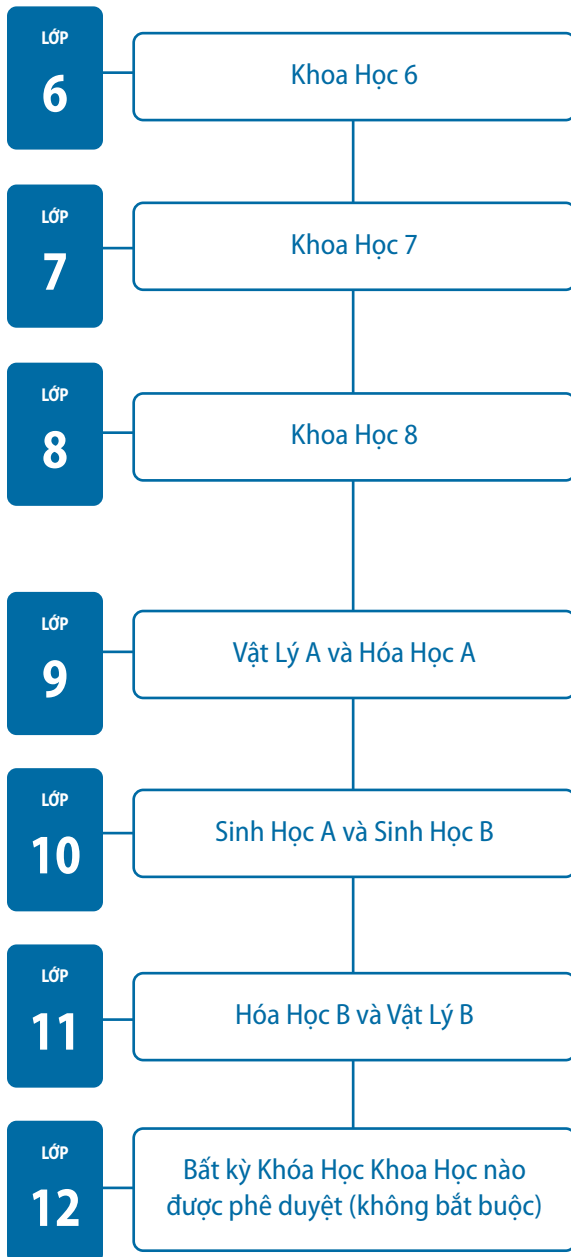 LỚP
6
Khoa Học 6
LỚP
7
Khoa Học 7
LỚP
8
Khoa Học 8
LỚP
9
Vật Lý A và Hóa Học A
LỚP
10
Sinh Học A và Sinh Học B
LỚP
11
Hóa Học B và Vật Lý B
LỚP
12
Bất kỳ Khóa Học Khoa Học nào
được phê duyệt (không bắt buộc)